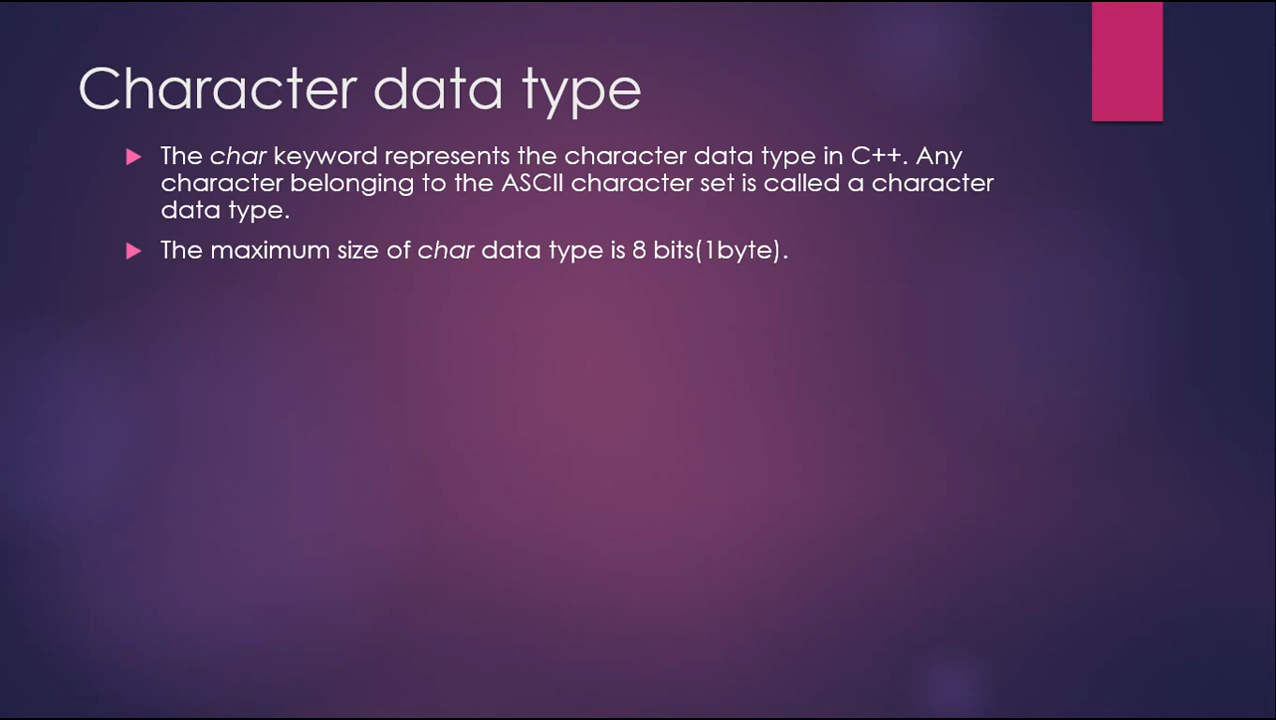 Character data type
The char keyword represents the character data type in C++. Any
character belonging to the ASCII character set is called a character
data type.
The maximum size of char data type is 8 bits(1byte).